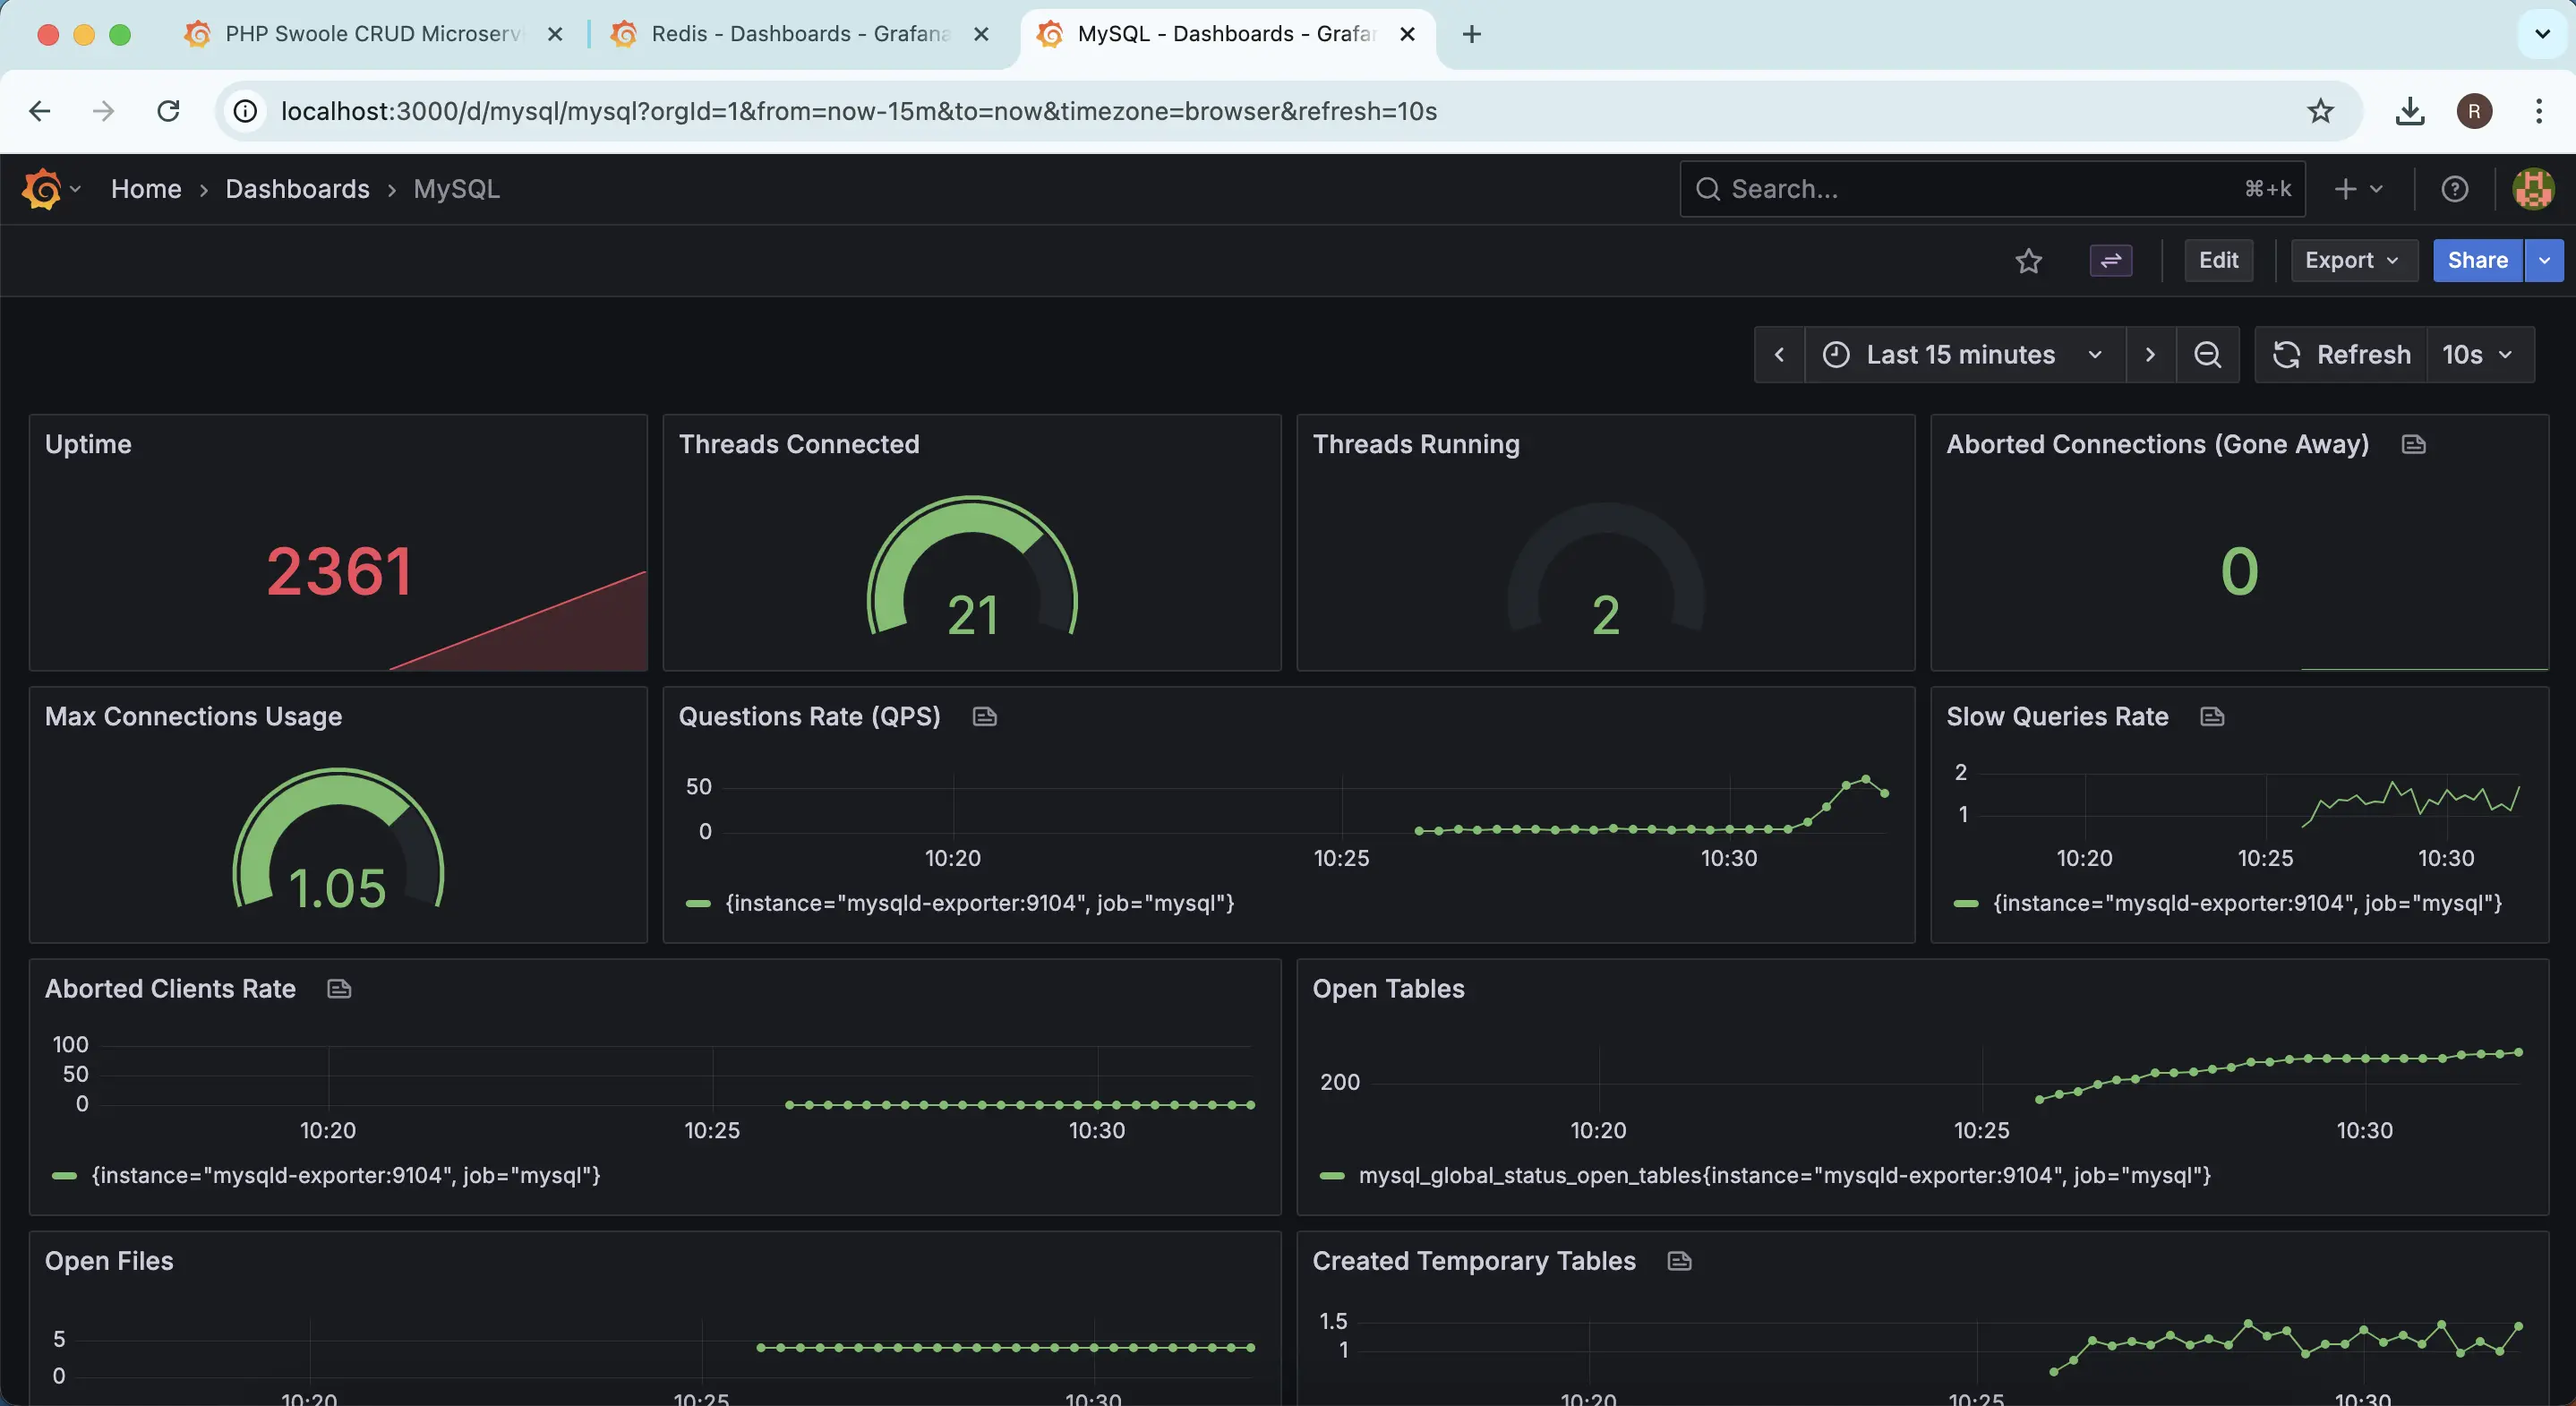 PHP Swoole CRUD Microserv
Redis - Dashboards - Grafana
MySQL - Dashboards - Grafan
localhost:3000/d/mysql/mysql?orgId=1&from=now-15m&to=now&timezone=browser&refresh=10s
R
Home › Dashboards › MySQL
Search...
⌘+k
Edit
Export
Share
Last 15 minutes
Refresh
10s
Uptime
2361
Threads Connected
21
Threads Running
2
Aborted Connections (Gone Away)
0
Max Connections Usage
1.05
Questions Rate (QPS)
50
0
10:20 10:25 10:30
{instance="mysqld-exporter:9104", job="mysql"}
Slow Queries Rate
2
1
10:20 10:25 10:30
{instance="mysqld-exporter:9104", job="mysql"}
Aborted Clients Rate
100
50
0
10:20 10:25 10:30
{instance="mysqld-exporter:9104", job="mysql"}
Open Tables
200
10:20 10:25 10:30
mysql_global_status_open_tables{instance="mysqld-exporter:9104", job="mysql"}
Open Files
5
0
10:20 10:25 10:30
Created Temporary Tables
1.5
1
10:20 10:25 10:30